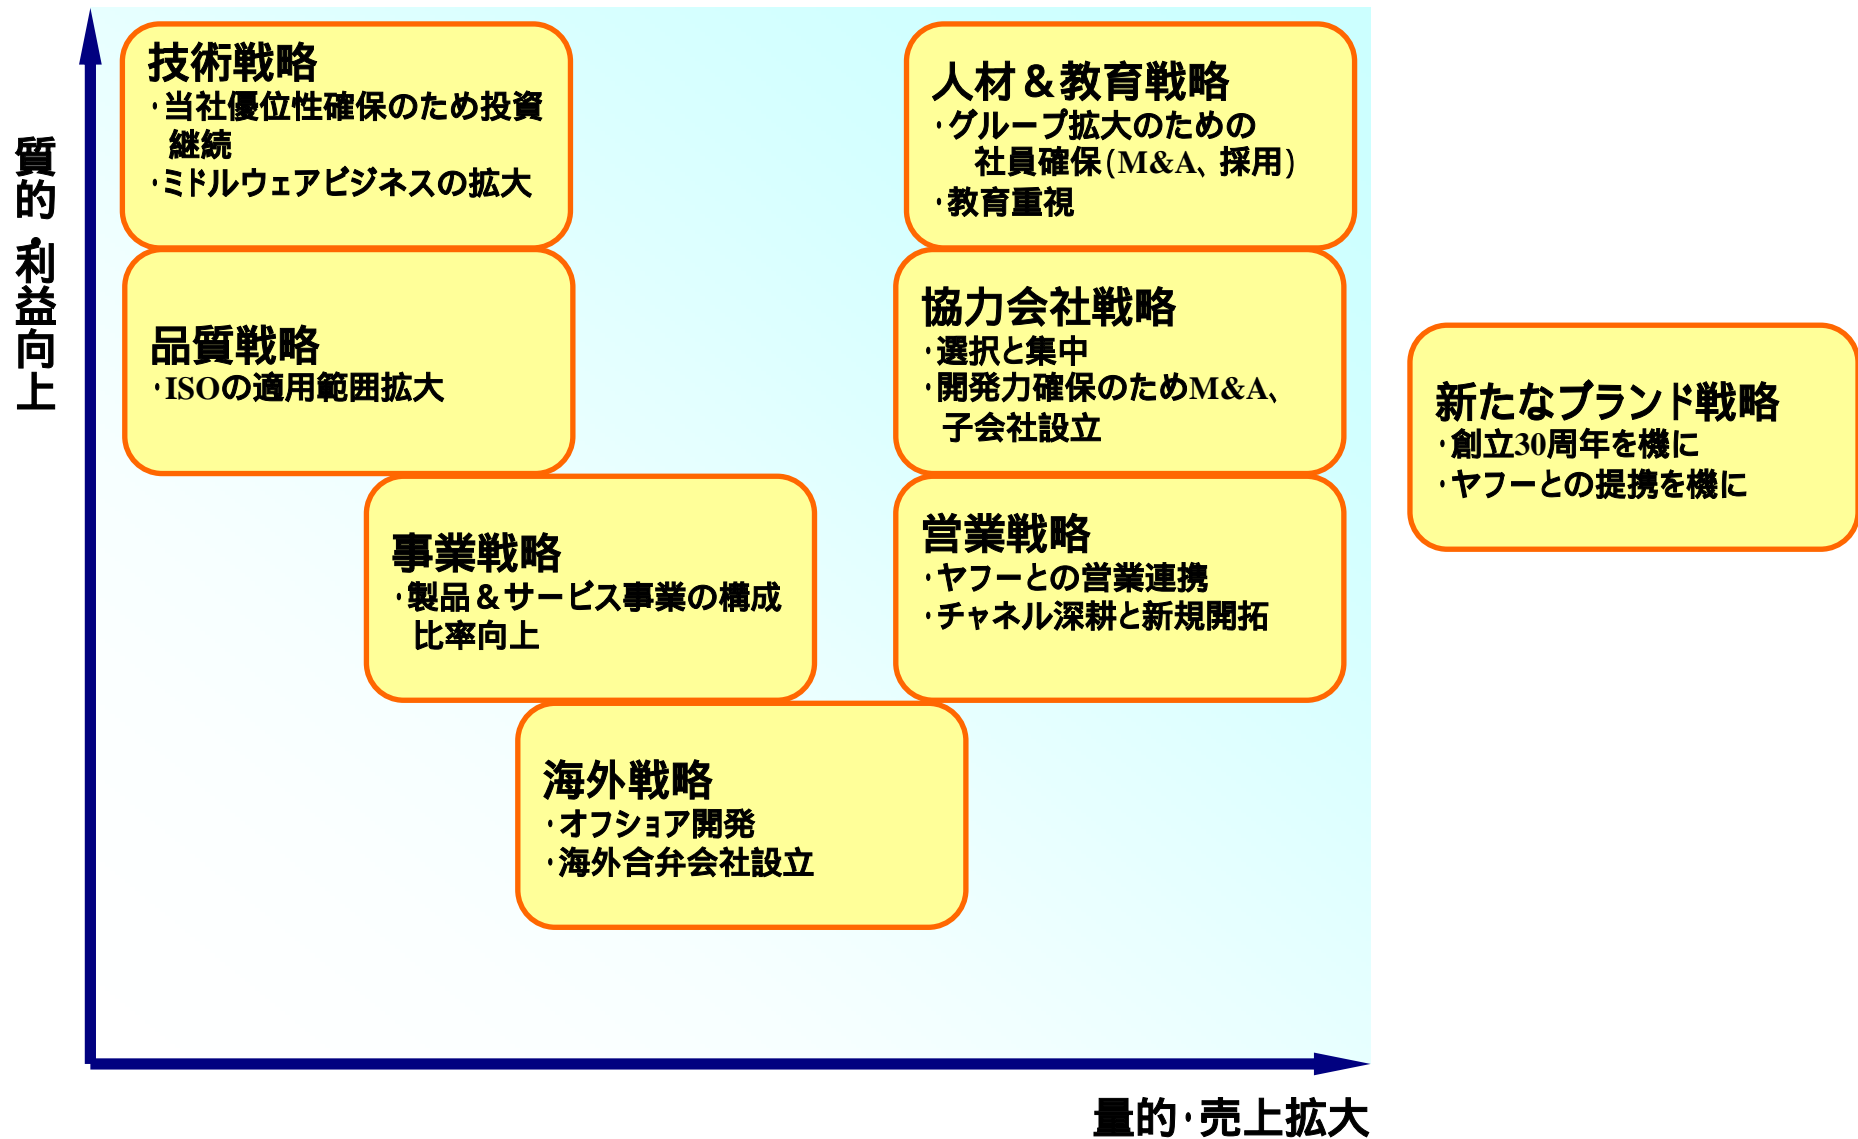 質的・利益向上
技術戦略
・当社優位性確保のため投資
継続
・ミドルウェアビジネスの拡大
品質戦略
・ISOの適用範囲拡大
事業戦略
・製品＆サービス事業の構成
比率向上
海外戦略
・オフショア開発
・海外合弁会社設立
人材＆教育戦略
・グループ拡大のための
社員確保(M&A、採用)
・教育重視
協力会社戦略
・選択と集中
・開発力確保のためM&A、
子会社設立
営業戦略
・ヤフーとの営業連携
・チャネル深耕と新規開拓
新たなブランド戦略
・創立30周年を機に
・ヤフーとの提携を機に
量的・売上拡大